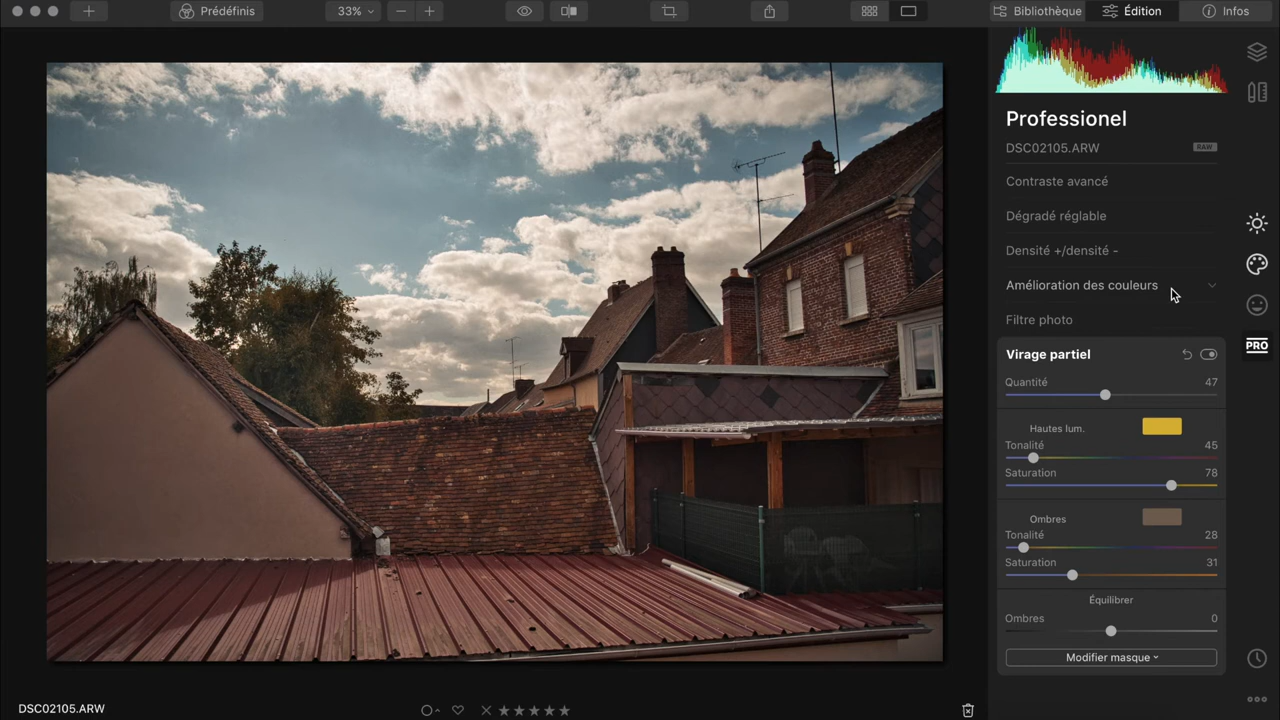 Prédéfinis
33%
Bibliothèque
Édition
Infos
Professionel
DSC02105.ARW
RAW
Contraste avancé
Dégradé réglable
Densité +/densité -
Amélioration des couleurs
Filtre photo
PRO
Virage partiel
Quantité 47
Hautes lum.
Tonalité 45
Saturation 78
Ombres
Tonalité 28
Saturation 31
Équilibrer
Ombres 0
Modifier masque
DSC02105.ARW